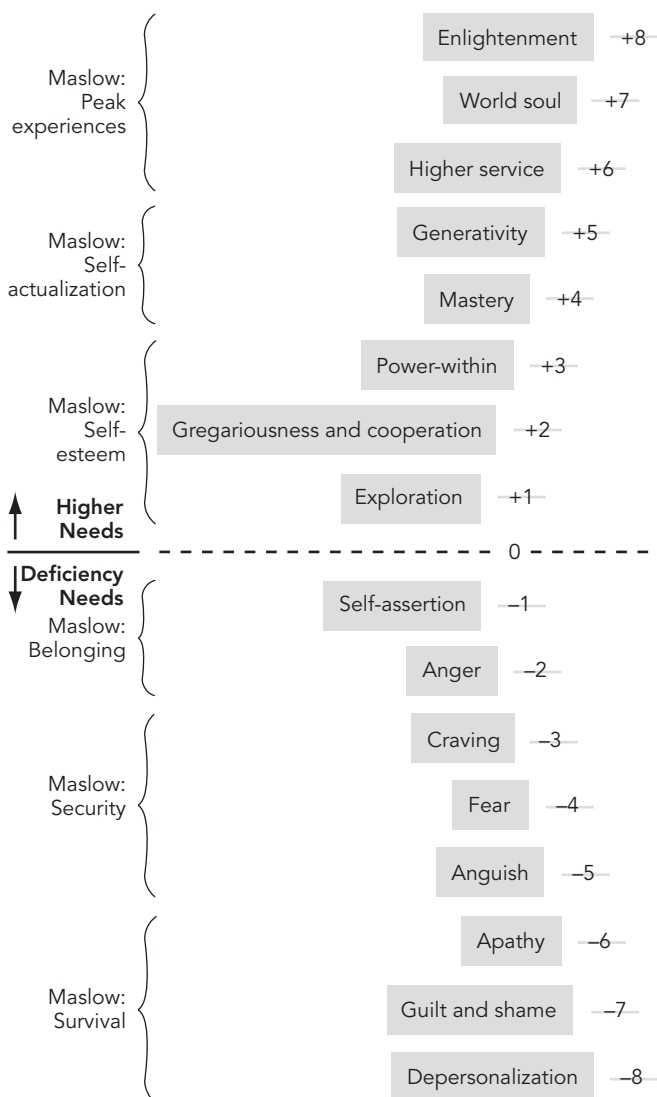 Enlightenment +8
Maslow:
Peak
experiences
World soul +7
Higher service +6
Maslow:
Self-
actualization
Generativity +5
Mastery +4
Power-within +3
Maslow:
Self-
esteem
Gregariousness and cooperation +2
Exploration +1
Higher
Needs
0
Deficiency
Needs
Maslow:
Belonging
Self-assertion –1
Anger –2
Craving –3
Maslow:
Security
Fear –4
Anguish –5
Apathy –6
Maslow:
Survival
Guilt and shame –7
Depersonalization –8